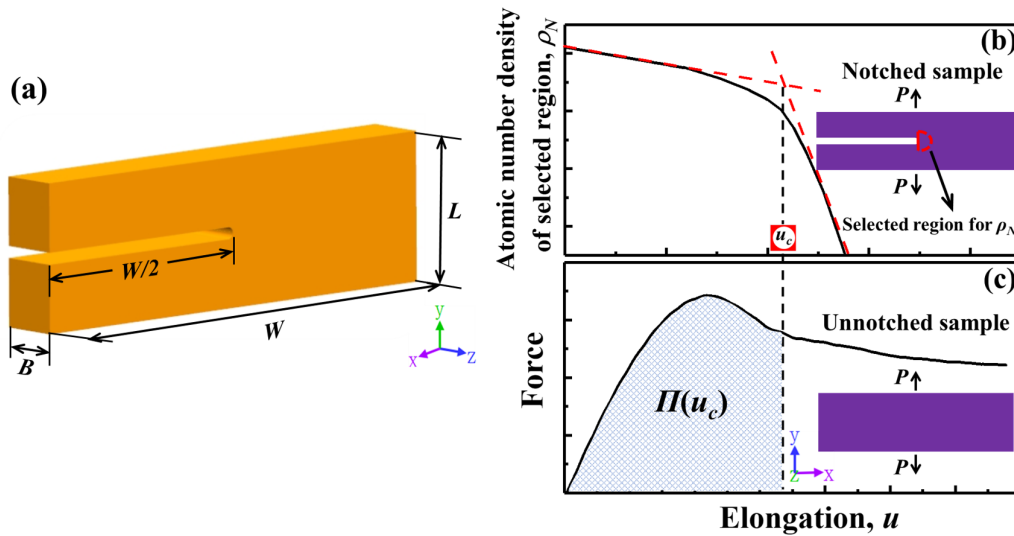 (a)
L
W/2
W
B
y
x
z
Atomic number density
of selected region, ρN
(b)
Notched sample
P
P
Selected region for ρN
uc
(c)
Unnotched sample
Force
Π(uc)
P
P
y
z
x
Elongation, u